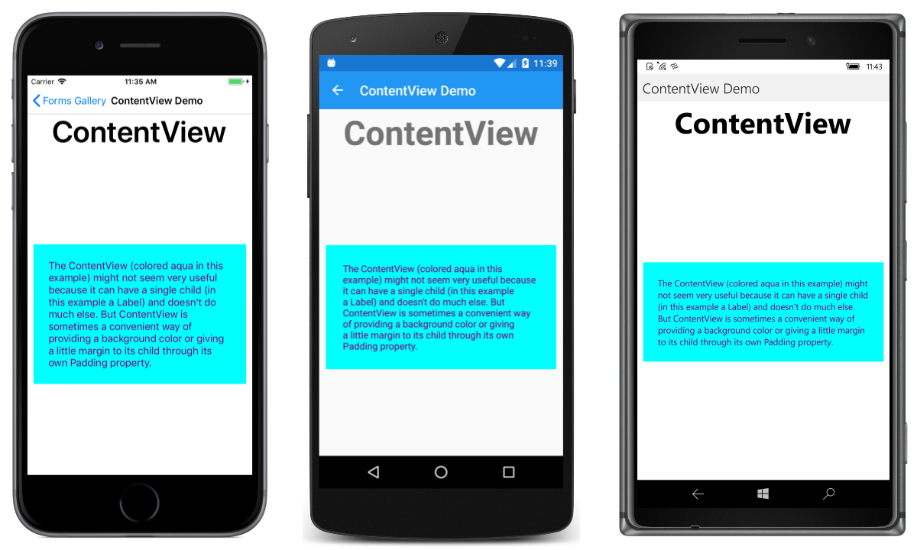 Carrier 11:35 AM
Forms Gallery ContentView Demo
ContentView
The ContentView (colored aqua in this
example) might not seem very useful
because it can have a single child (in
this example a Label) and doesn't do
much else. But ContentView is
sometimes a convenient way of
providing a background color or giving
a little margin to its child through its
own Padding property.
11:39
ContentView Demo
ContentView
The ContentView (colored aqua in this
example) might not seem very useful because
it can have a single child (in this example
a Label) and doesn't do much else. But
ContentView is sometimes a convenient way
of providing a background color or giving
a little margin to its child through its own
Padding property.
11:43
ContentView Demo
ContentView
The ContentView (colored aqua in this example) might
not seem very useful because it can have a single child
(in this example a Label) and doesn't do much else.
But ContentView is sometimes a convenient way of
providing a background color or giving a little margin
to its child through its own Padding property.